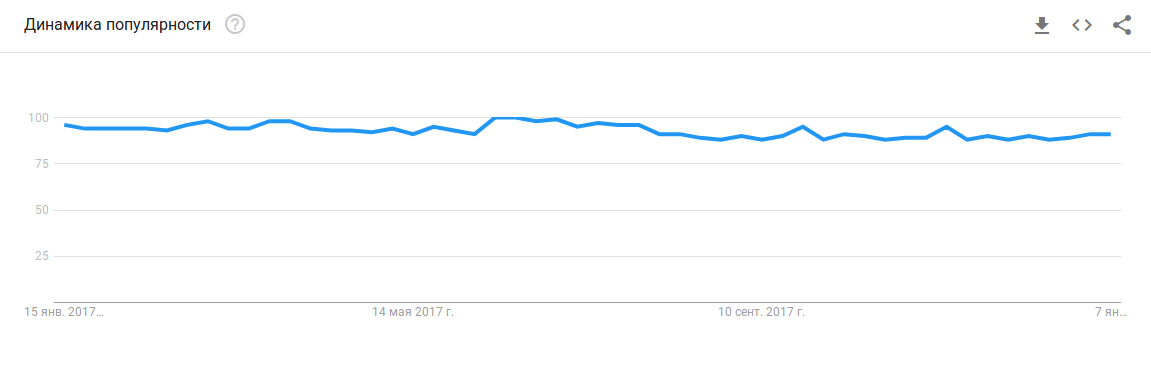 Динамика популярности ?
100
75
50
25
15 янв. 2017…
14 мая 2017 г.
10 сент. 2017 г.
7 ян…